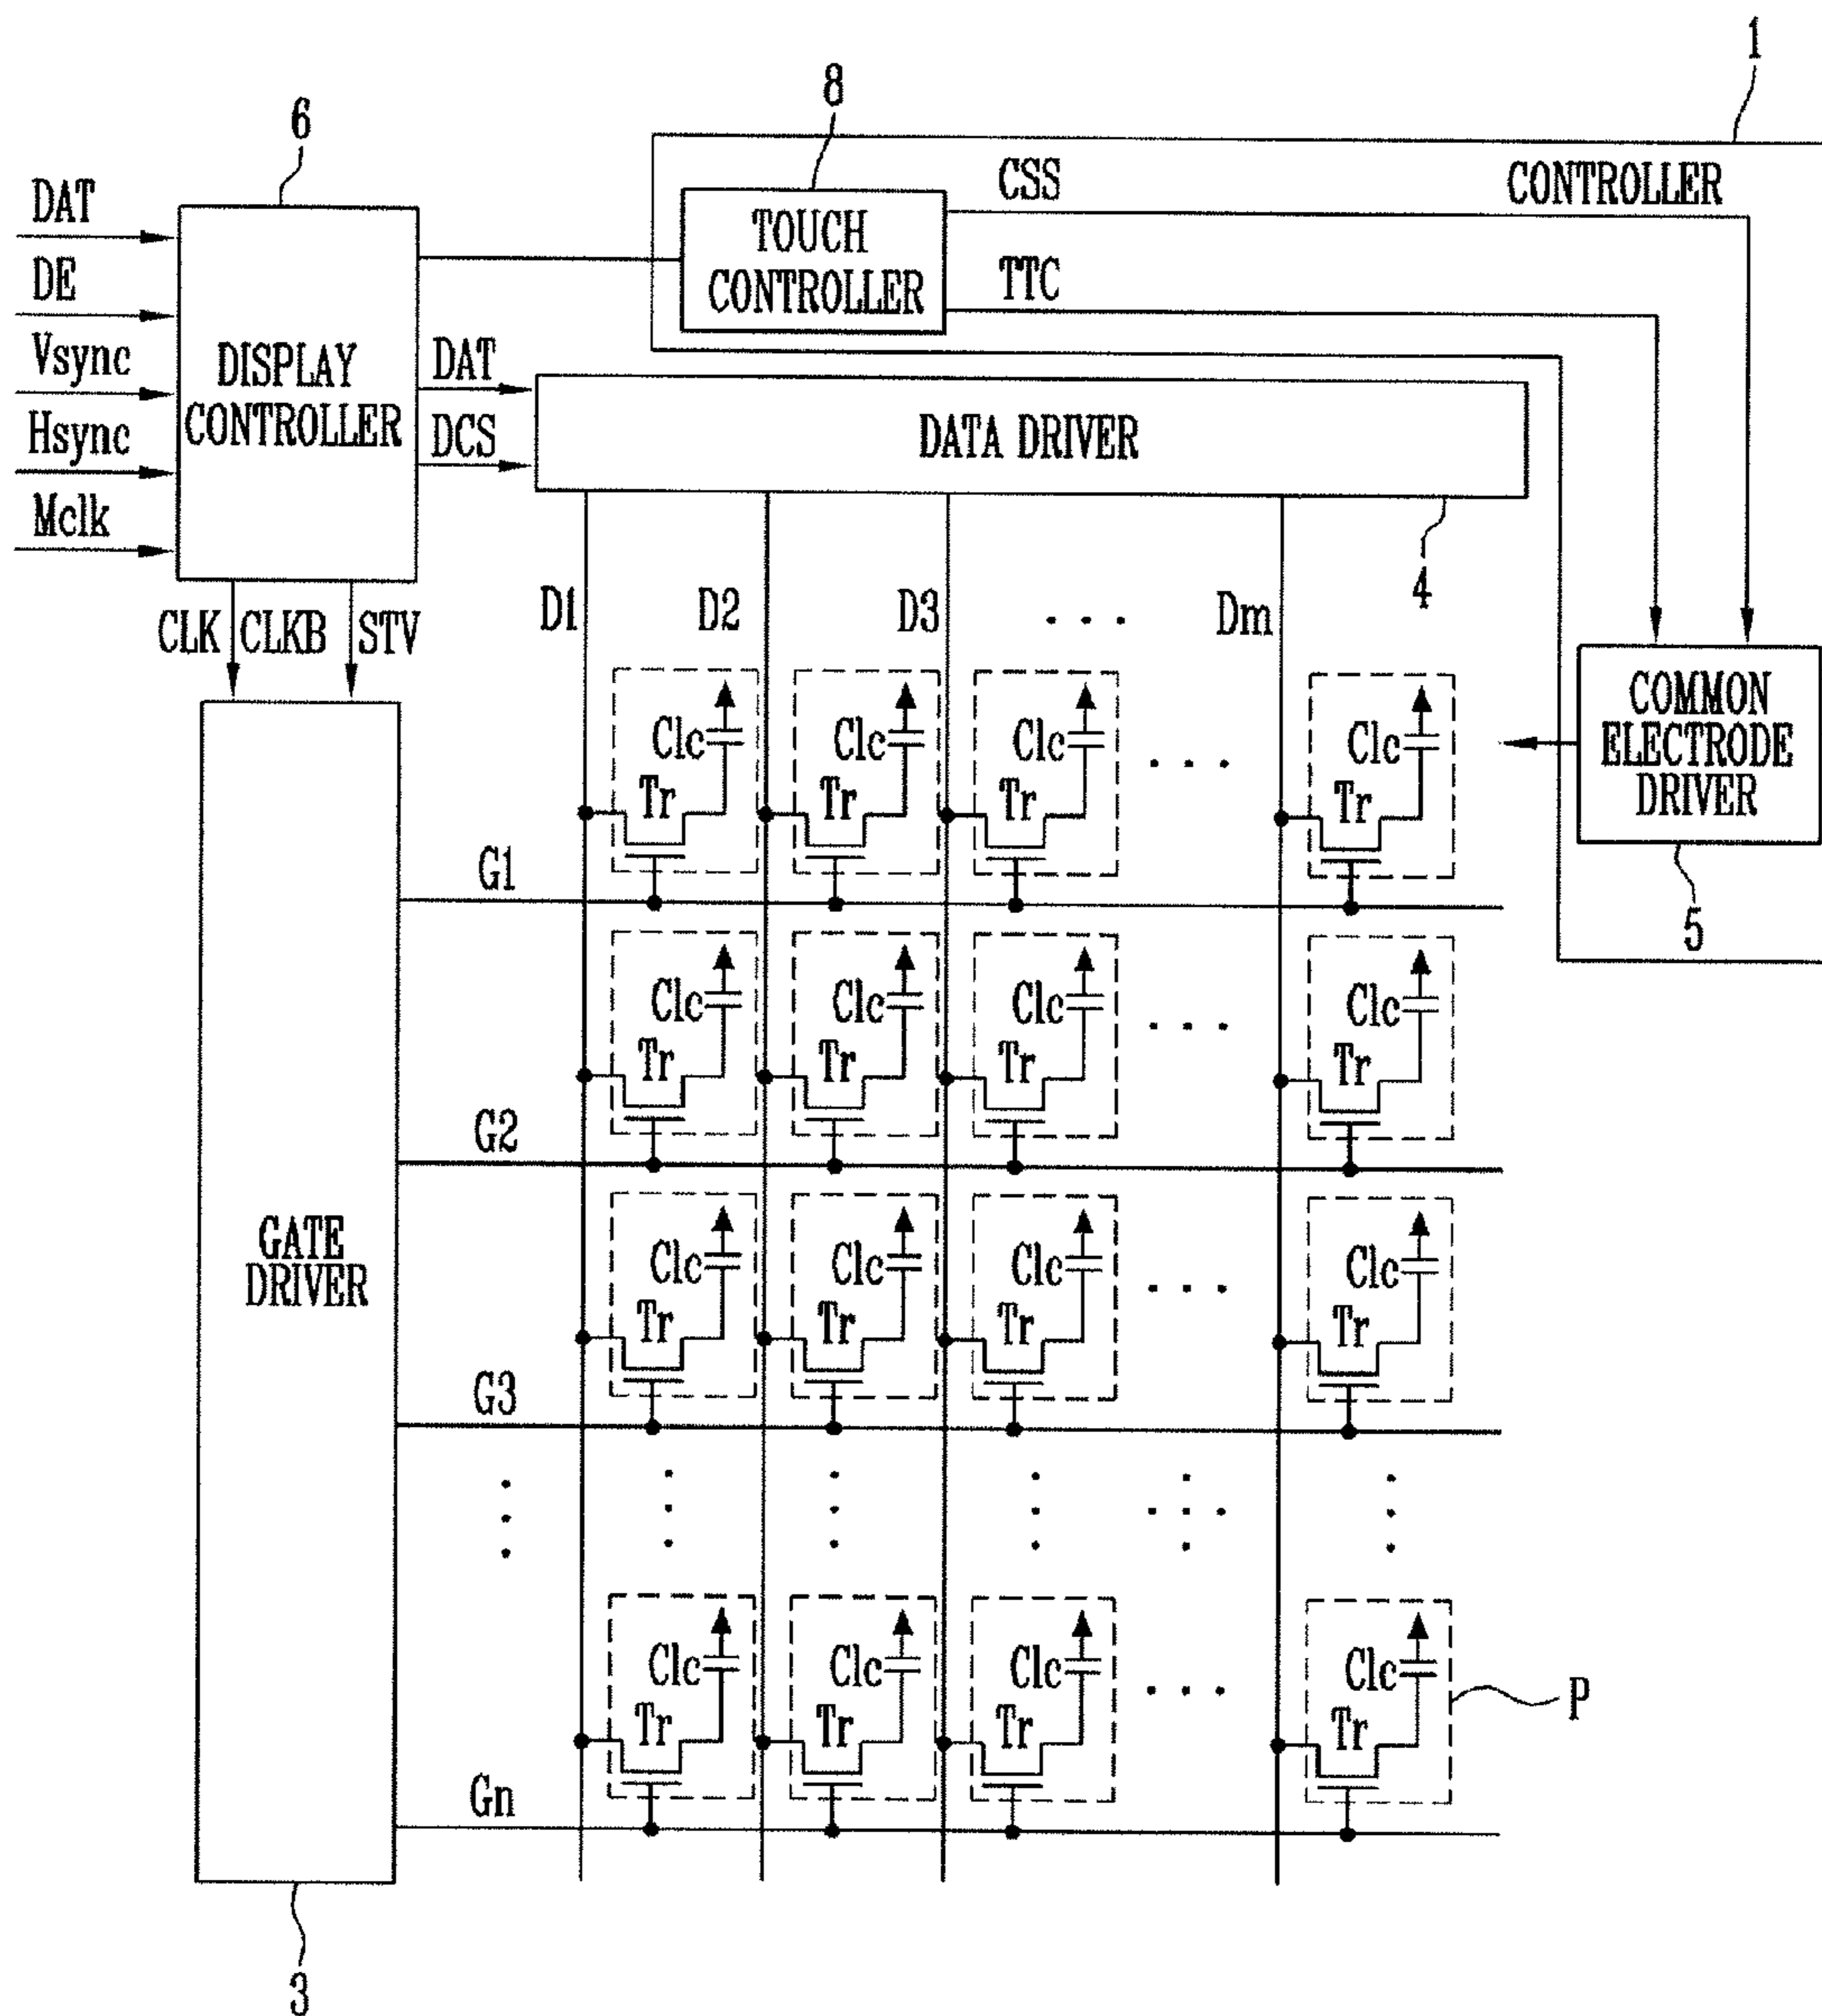 1
8
6
CSS
CONTROLLER
DAT
TOUCH
CONTROLLER
TTC
DE
Vsync
DISPLAY
CONTROLLER
DAT
Hsync
DCS
DATA DRIVER
Mclk
4
CLK
CLKB
STV
D1
D2
D3
. . .
Dm
COMMON
ELECTRODE
DRIVER
5
Clc
Clc
Clc
. . .
Clc
Tr
Tr
Tr
Tr
G1
Clc
Clc
Clc
. . .
Clc
Tr
Tr
Tr
Tr
G2
GATE
DRIVER
Clc
Clc
Clc
. . .
Clc
Tr
Tr
Tr
Tr
G3
Clc
Clc
Clc
. . .
Clc
P
Tr
Tr
Tr
Tr
Gn
3